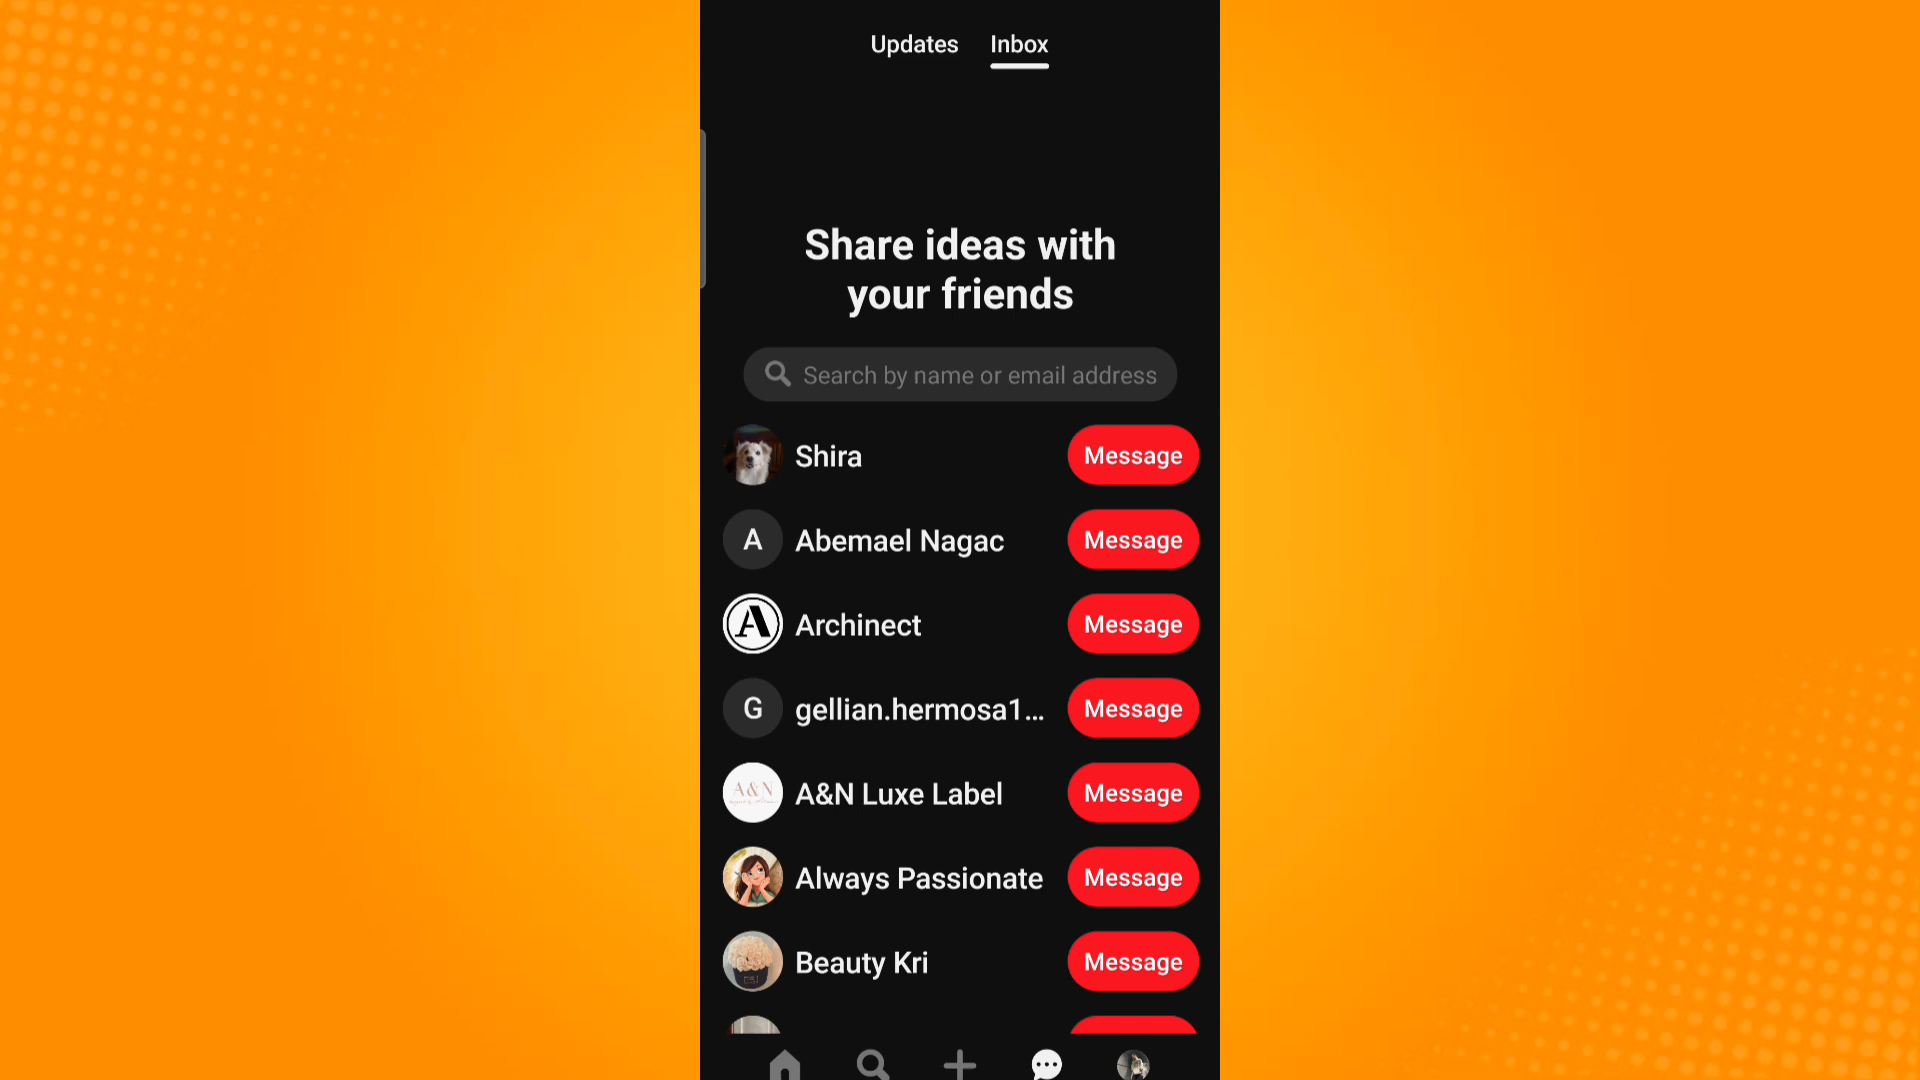 Updates Inbox
Share ideas with
your friends
Search by name or email address
Shira Message
A Abemael Nagac Message
A Archinect Message
G gellian.hermosa1... Message
A&N A&N Luxe Label Message
Always Passionate Message
Beauty Kri Message